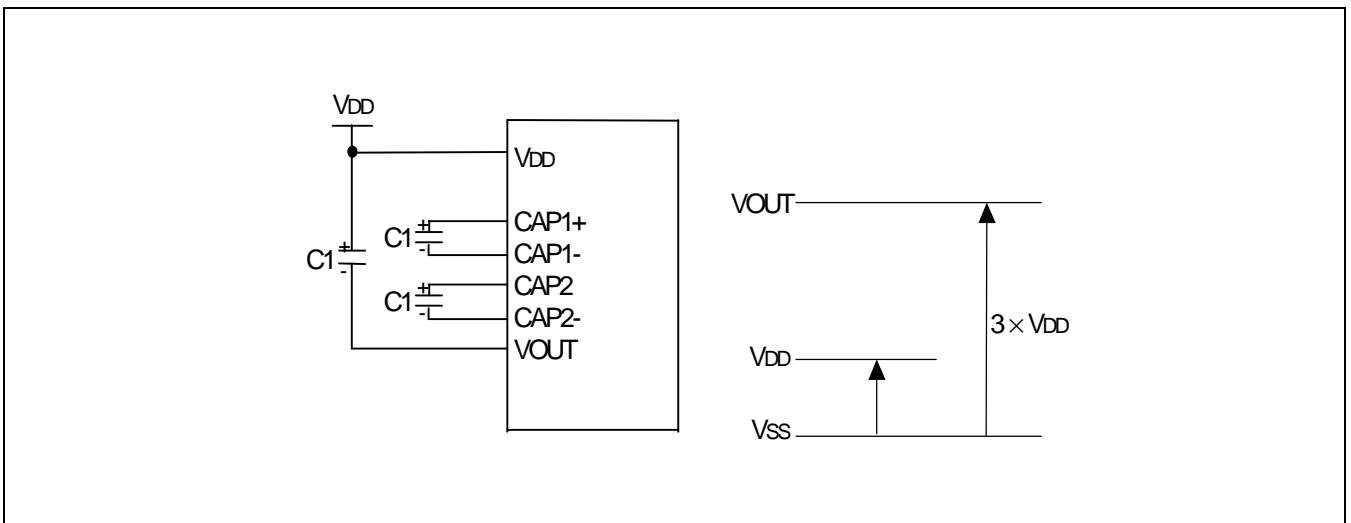 VDD
VDD
CAP1+
C1 + -
CAP1-
C1 + -
CAP2
C1 + -
CAP2-
VOUT
VOUT
3 × VDD
VDD
VSS